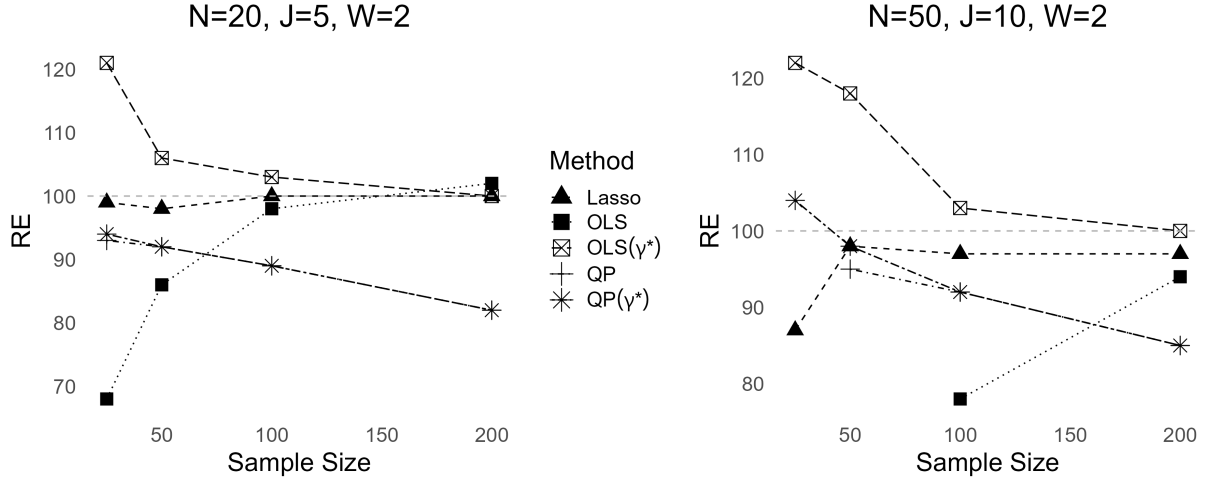 N=20, J=5, W=2
RE
120
110
100
90
80
70
50
100
150
200
Sample Size
Method
Lasso
OLS
OLS(γ*)
QP
QP(γ*)
N=50, J=10, W=2
RE
120
110
100
90
80
50
100
150
200
Sample Size